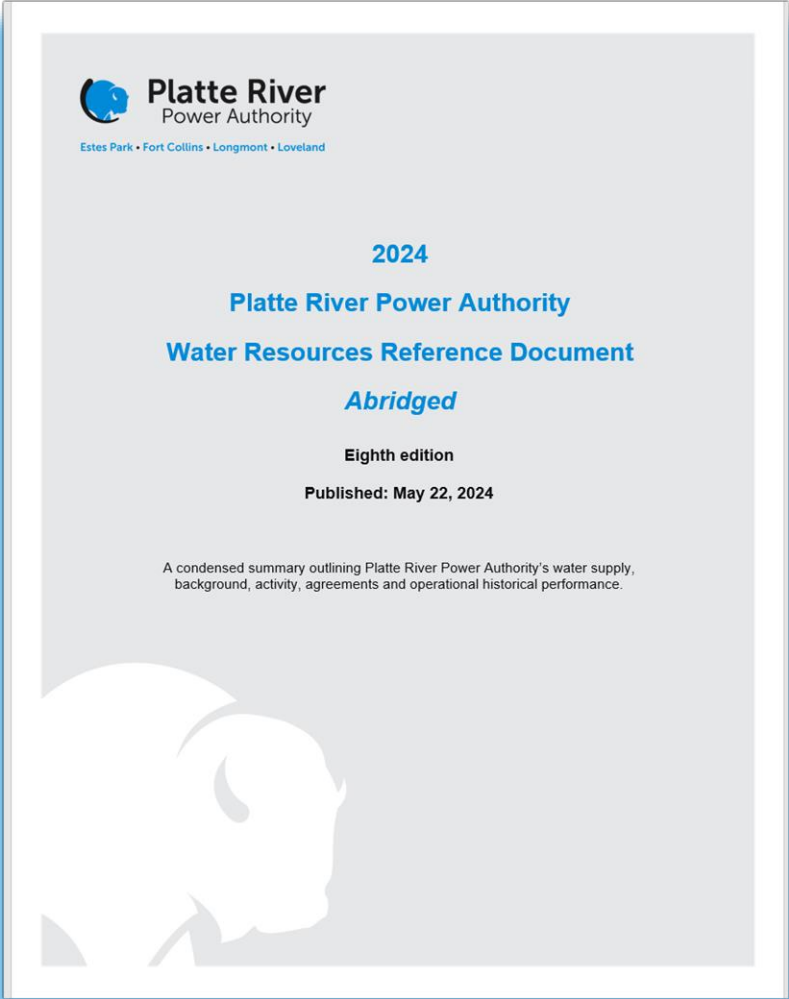 Platte River
Power Authority
Estes Park • Fort Collins • Longmont • Loveland
2024
Platte River Power Authority
Water Resources Reference Document
Abridged
Eighth edition
Published: May 22, 2024
A condensed summary outlining Platte River Power Authority's water supply,
background, activity, agreements and operational historical performance.